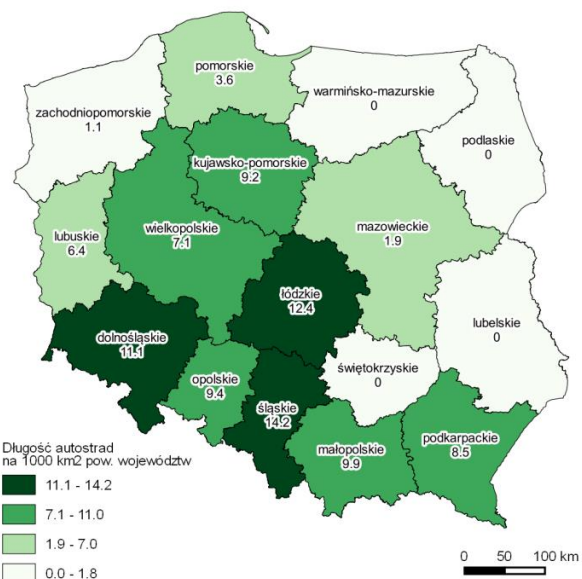 pomorskie
3.6
warmińsko-mazurskie
0
zachodniopomorskie
1.1
podlaskie
0
kujawsko-pomorskie
9.2
lubuskie
6.4
wielkopolskie
7.1
mazowieckie
1.9
łódzkie
12.4
dolnośląskie
11.1
lubelskie
0
opolskie
9.4
świętokrzyskie
0
śląskie
14.2
małopolskie
9.9
podkarpackie
8.5
Długość autostrad
na 1000 km2 pow. województw
11.1 - 14.2
7.1 - 11.0
1.9 - 7.0
0.0 - 1.8
0 50 100 km